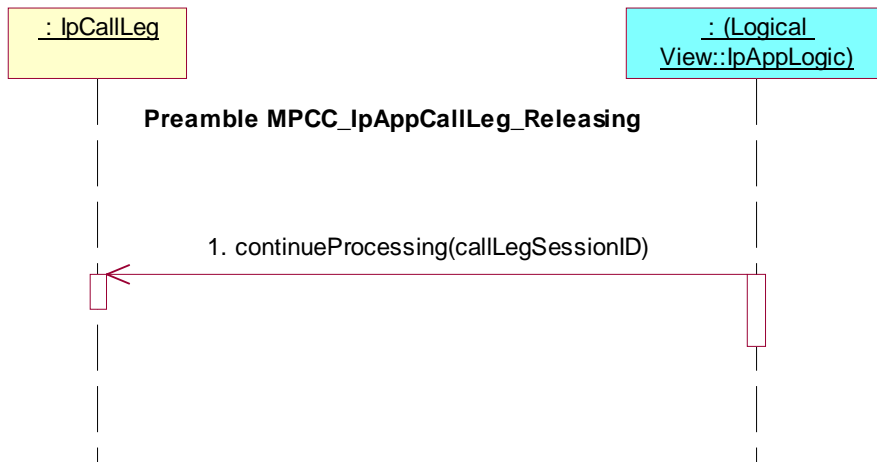 : IpCallLeg
: (Logical
View::IpAppLogic)
Preamble MPCC_IpAppCallLeg_Releasing
1. continueProcessing(callLegSessionID)